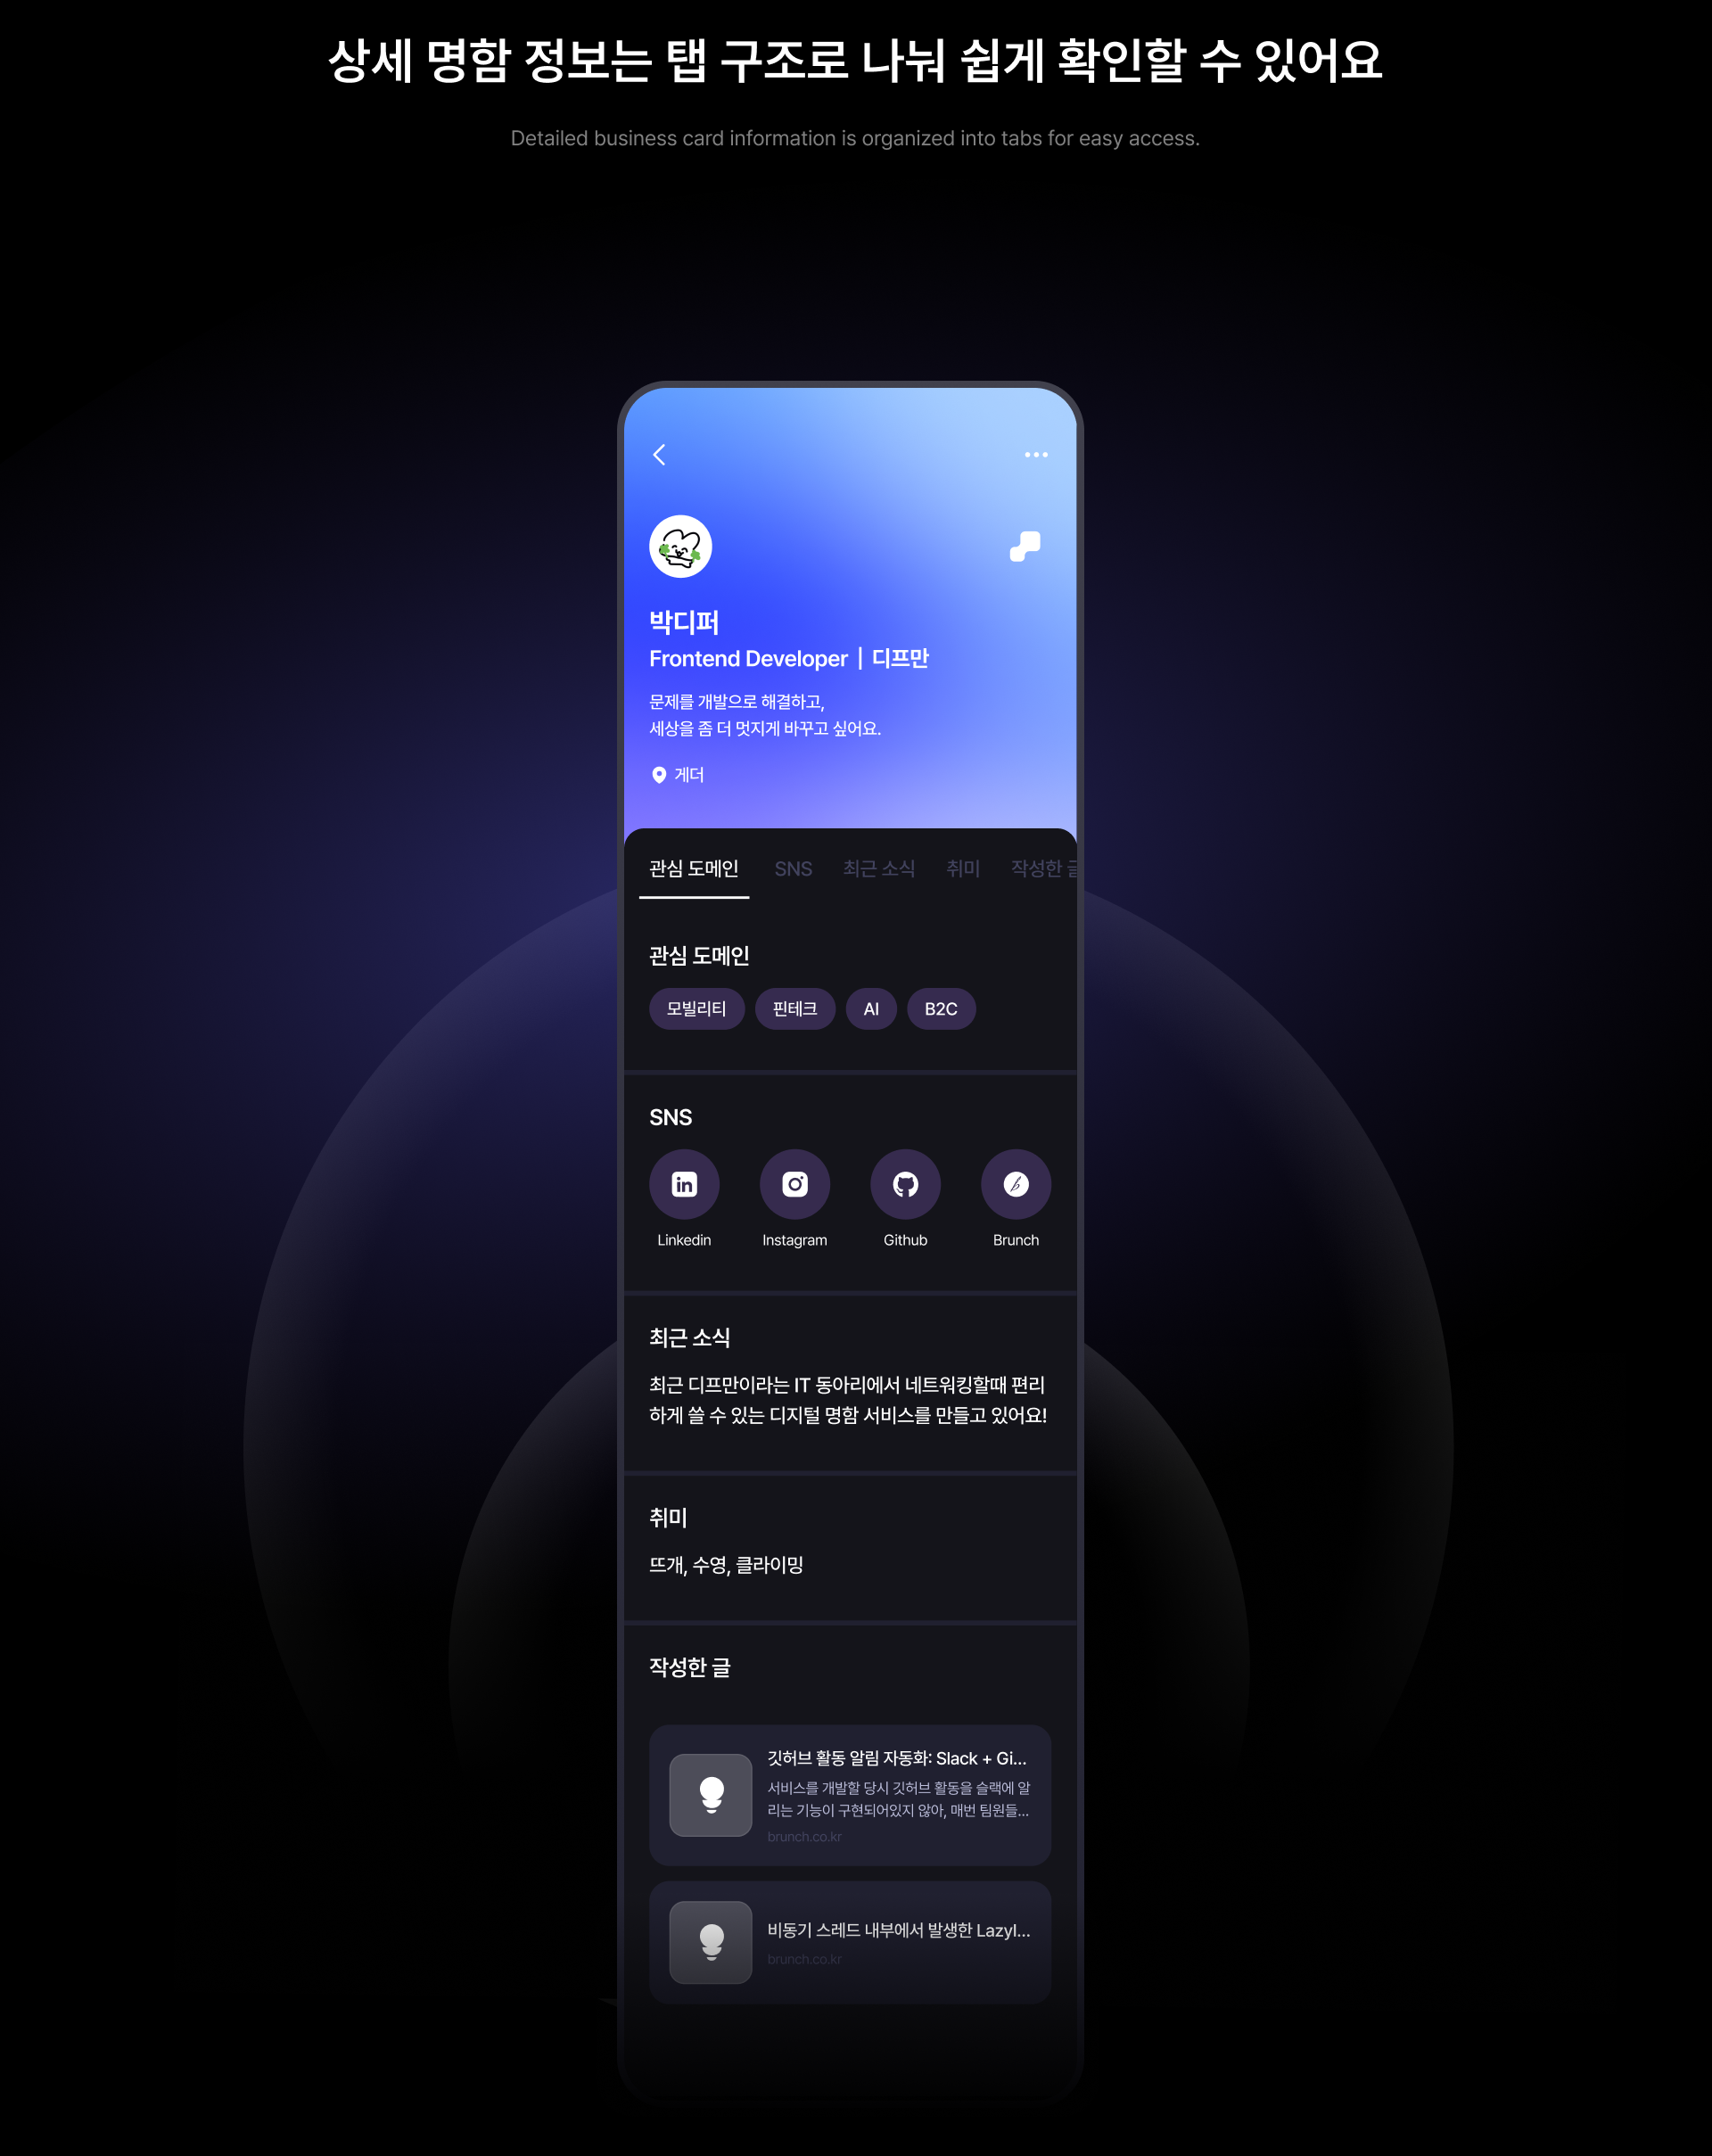 상세 명함 정보는 탭 구조로 나눠 쉽게 확인할 수 있어요
Detailed business card information is organized into tabs for easy access.
박디퍼
Frontend Developer | 디프만
문제를 개발으로 해결하고,
세상을 좀 더 멋지게 바꾸고 싶어요.
게더
관심 도메인 SNS 최근 소식 취미 작성한 글
관심 도메인
모빌리티 핀테크 AI B2C
SNS
Linkedin Instagram Github Brunch
최근 소식
최근 디프만이라는 IT 동아리에서 네트워킹할때 편리
하게 쓸 수 있는 디지털 명함 서비스를 만들고 있어요!
취미
뜨개, 수영, 클라이밍
작성한 글
깃허브 활동 알림 자동화: Slack + Gi...
서비스를 개발할 당시 깃허브 활동을 슬랙에 알
리는 기능이 구현되어있지 않아, 매번 팀원들...
brunch.co.kr
비동기 스레드 내부에서 발생한 LazyI...
brunch.co.kr